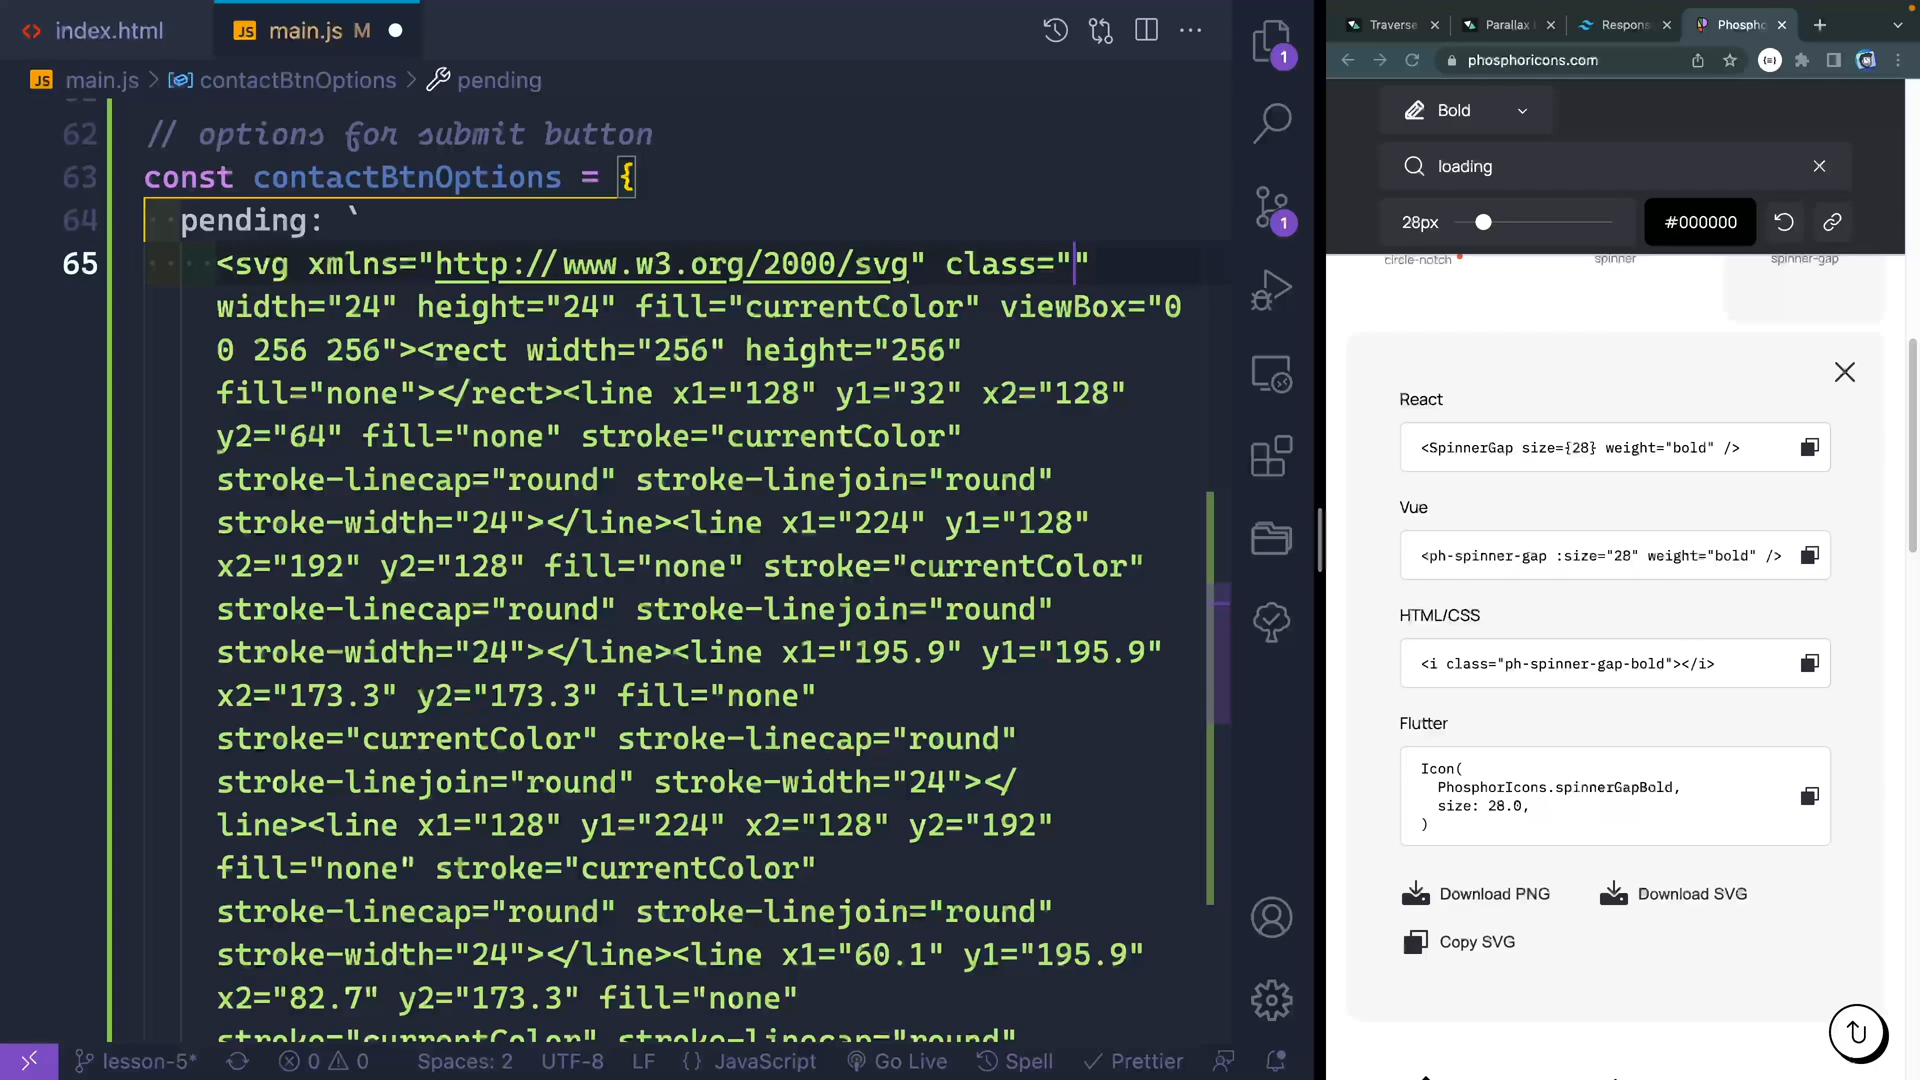 index.html
JS main.js M
JS main.js > contactBtnOptions > pending
62 // options for submit button
63 const contactBtnOptions = {
64 pending: `
65 <svg xmlns="http://www.w3.org/2000/svg" class=""
width="24" height="24" fill="currentColor" viewBox="0
0 256 256"><rect width="256" height="256"
fill="none"></rect><line x1="128" y1="32" x2="128"
y2="64" fill="none" stroke="currentColor"
stroke-linecap="round" stroke-linejoin="round"
stroke-width="24"></line><line x1="224" y1="128"
x2="192" y2="128" fill="none" stroke="currentColor"
stroke-linecap="round" stroke-linejoin="round"
stroke-width="24"></line><line x1="195.9" y1="195.9"
x2="173.3" y2="173.3" fill="none"
stroke="currentColor" stroke-linecap="round"
stroke-linejoin="round" stroke-width="24"></
line><line x1="128" y1="224" x2="128" y2="192"
fill="none" stroke="currentColor"
stroke-linecap="round" stroke-linejoin="round"
stroke-width="24"></line><line x1="60.1" y1="195.9"
x2="82.7" y2="173.3" fill="none"
stroke="currentColor" stroke-linecap="round"
lesson-5* 0 0 Spaces: 2 UTF-8 LF {} JavaScript Go Live Spell Prettier
1
1
Traverse
Parallax
Respons
Phospho
phosphoricons.com
Bold
loading
28px
#000000
circle-notch
spinner
spinner-gap
React
<SpinnerGap size={28} weight="bold" />
Vue
<ph-spinner-gap :size="28" weight="bold" />
HTML/CSS
<i class="ph-spinner-gap-bold"></i>
Flutter
Icon(
PhosphorIcons.spinnerGapBold,
size: 28.0,
)
Download PNG
Download SVG
Copy SVG